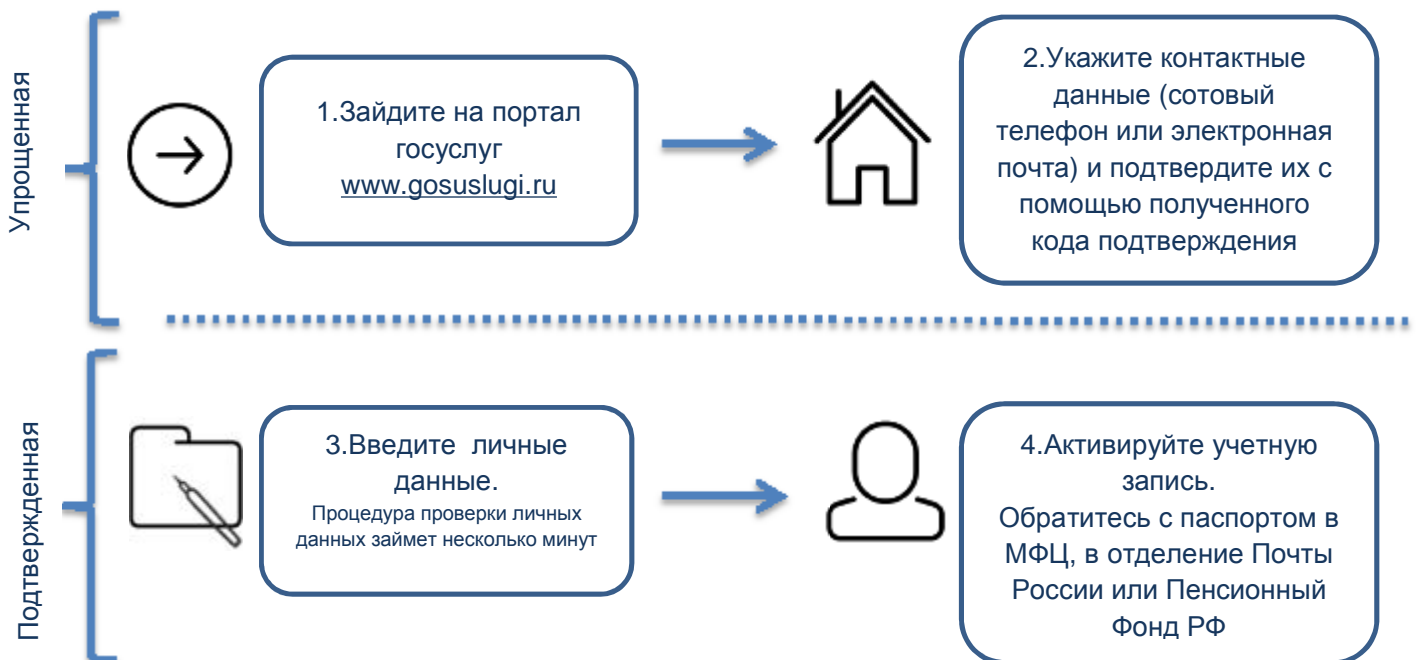 Упрощенная
1.Зайдите на портал
госуслуг
www.gosuslugi.ru
2.Укажите контактные
данные (сотовый
телефон или электронная
почта) и подтвердите их с
помощью полученного
кода подтверждения
Подтвержденная
3.Введите личные
данные.
Процедура проверки личных
данных займет несколько минут
4.Активируйте учетную
запись.
Обратитесь с паспортом в
МФЦ, в отделение Почты
России или Пенсионный
Фонд РФ